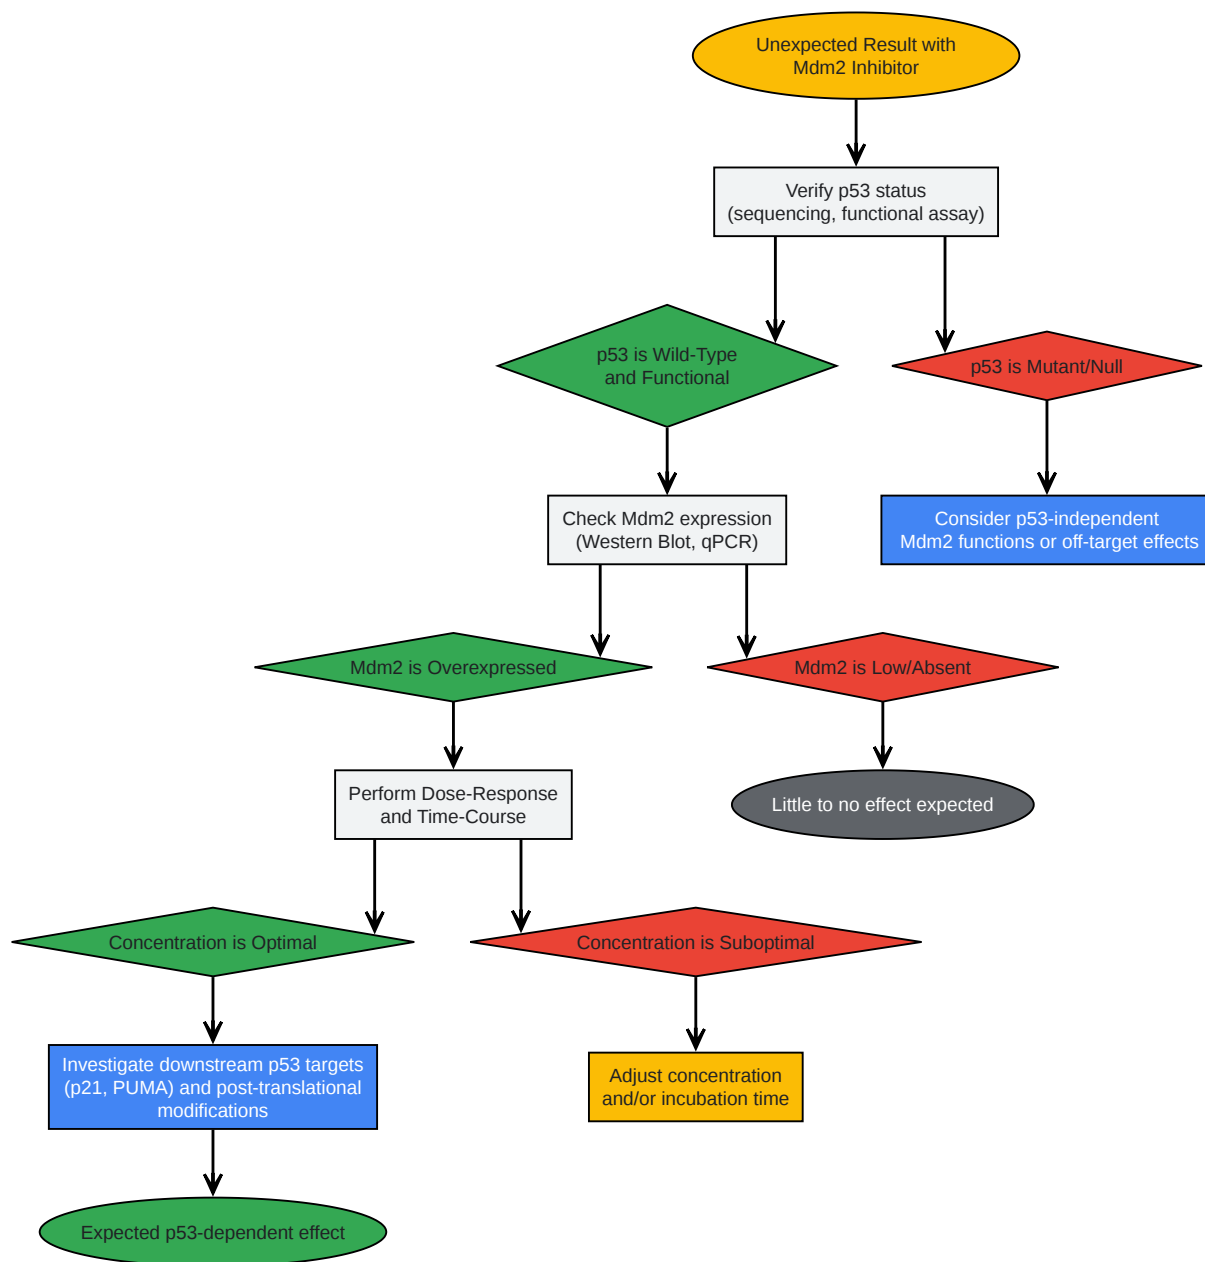 Unexpected Result with
Mdm2 Inhibitor
Verify p53 status
(sequencing, functional assay)
p53 is Wild-Type
and Functional
p53 is Mutant/Null
Check Mdm2 expression
(Western Blot, qPCR)
Consider p53-independent
Mdm2 functions or off-target effects
Mdm2 is Overexpressed
Mdm2 is Low/Absent
Perform Dose-Response
and Time-Course
Little to no effect expected
Concentration is Optimal
Concentration is Suboptimal
Investigate downstream p53 targets
(p21, PUMA) and post-translational
modifications
Adjust concentration
and/or incubation time
Expected p53-dependent effect